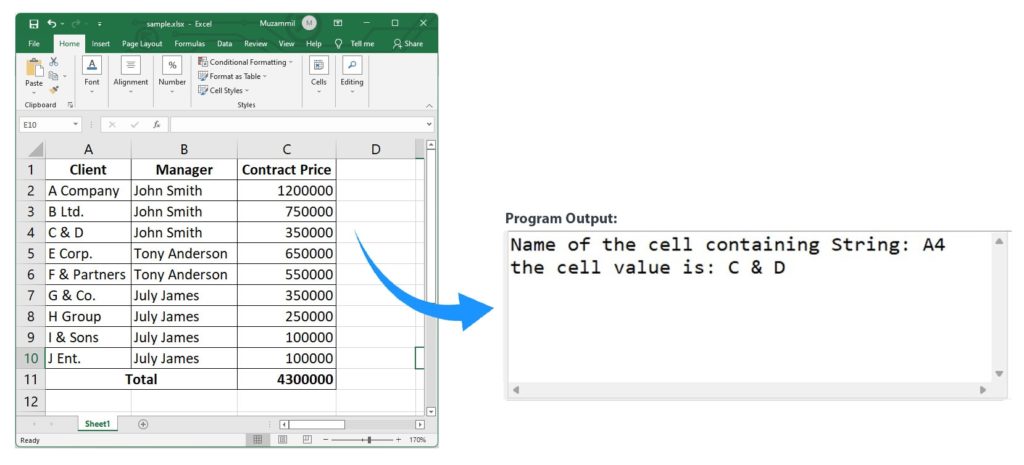 sample.xlsx - Excel
Muzammil
M
File Home Insert Page Layout Formulas Data Review View Help Tell me Share
Paste
Clipboard
A
Font
Alignment
%
Number
Conditional Formatting
Format as Table
Cell Styles
Styles
Cells
Editing
E10
fx
A B C D
1 Client Manager Contract Price
2 A Company John Smith 1200000
3 B Ltd. John Smith 750000
4 C & D John Smith 350000
5 E Corp. Tony Anderson 650000
6 F & Partners Tony Anderson 550000
7 G & Co. July James 350000
8 H Group July James 250000
9 I & Sons July James 100000
10 J Ent. July James 100000
11 Total 4300000
12
Sheet1
Ready
170%
Program Output:
Name of the cell containing String: A4
the cell value is: C & D